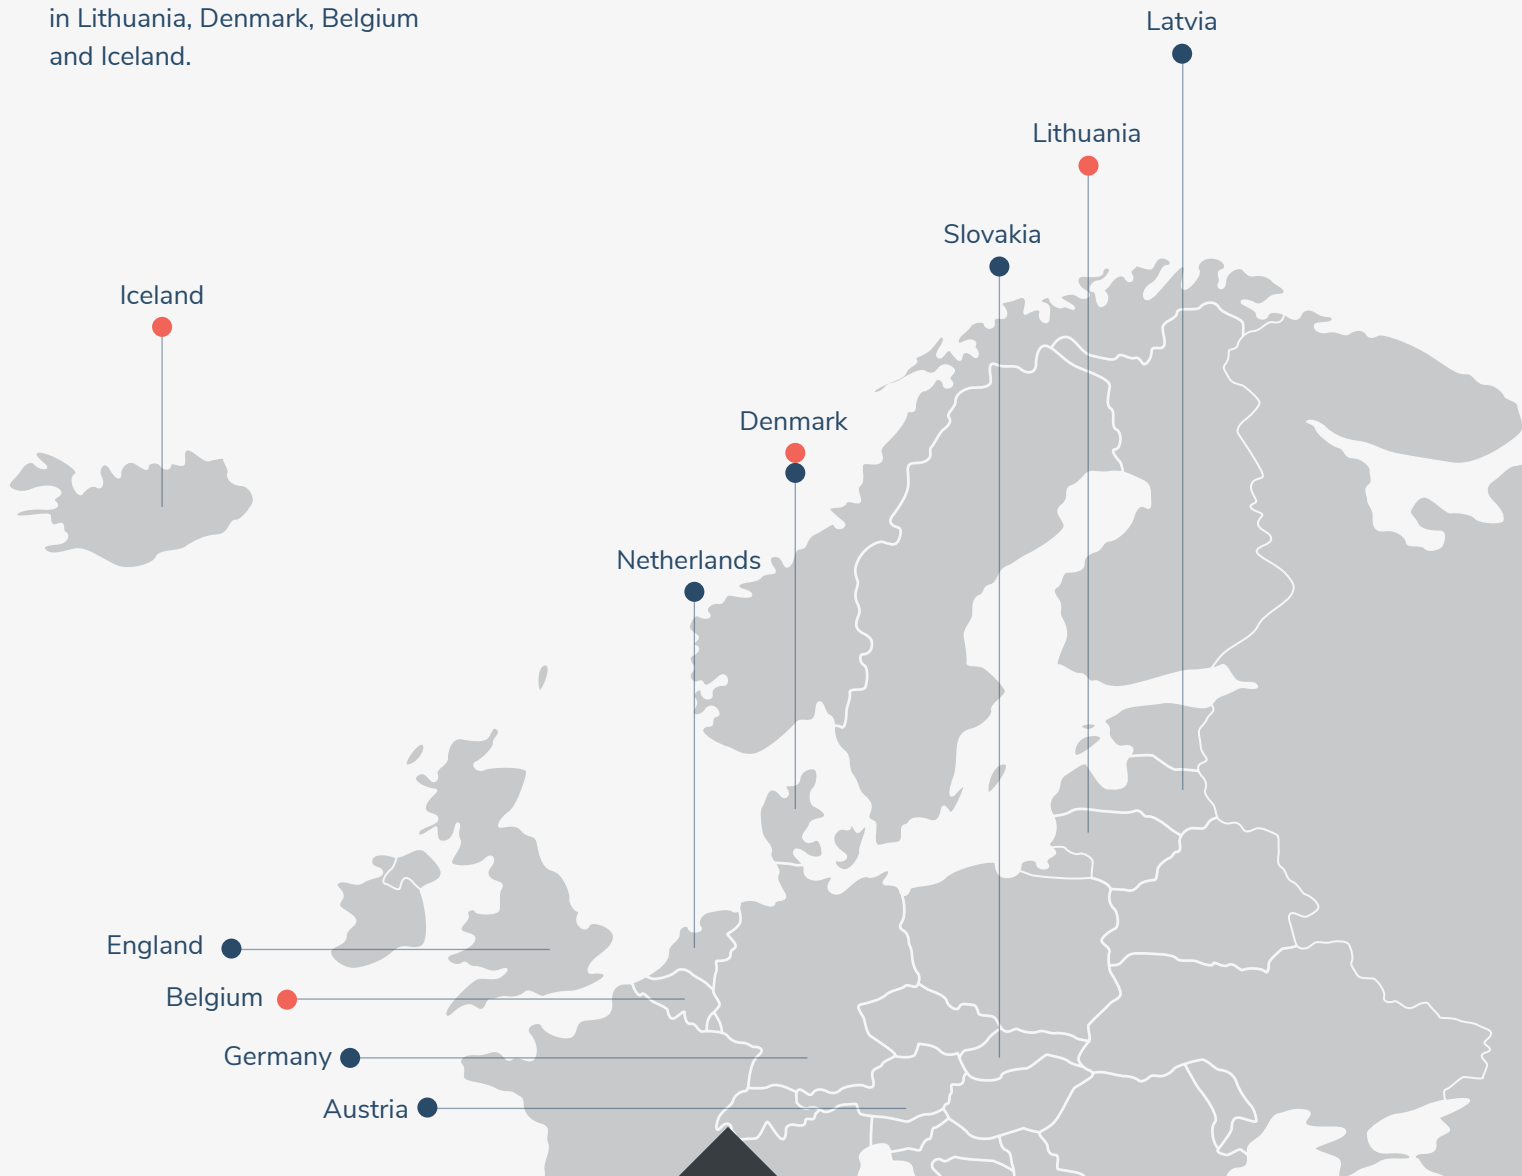 in Lithuania, Denmark, Belgium
and Iceland.
Latvia
Lithuania
Slovakia
Iceland
Denmark
Netherlands
England
Belgium
Germany
Austria